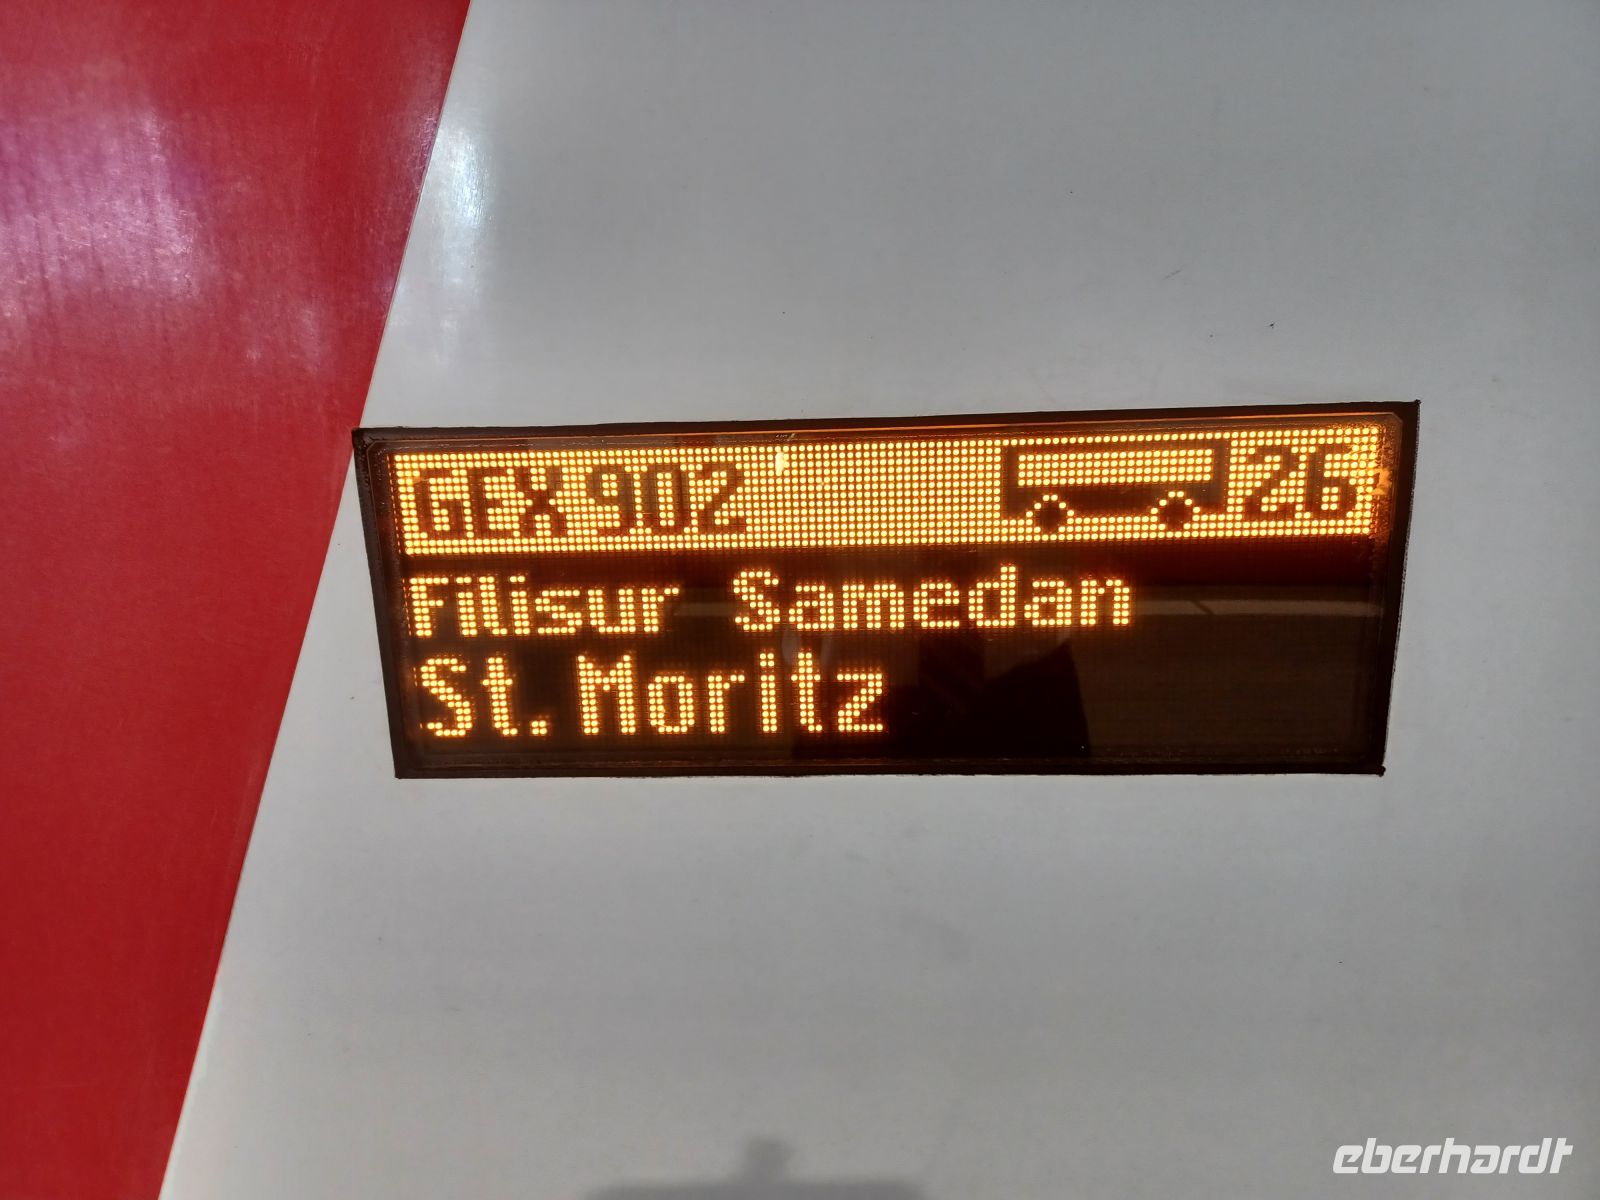 GEX 902 26
Filisur Samedan
St. Moritz
eberhardt